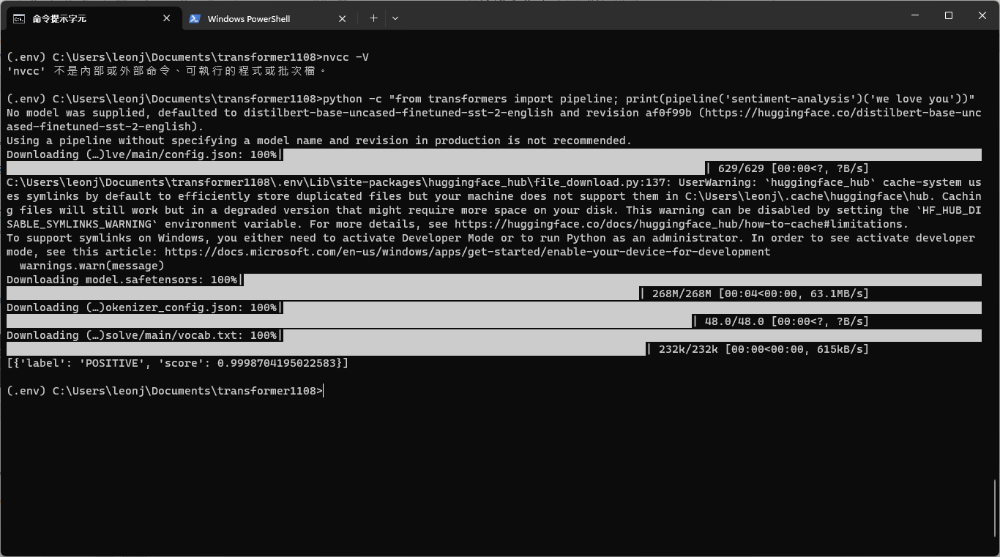 命令提示字元
Windows PowerShell
(.env) C:\Users\leonj\Documents\transformer1108>nvcc -V
'nvcc' 不是內部或外部命令、可執行的程式或批次檔。
(.env) C:\Users\leonj\Documents\transformer1108>python -c "from transformers import pipeline; print(pipeline('sentiment-analysis')('we love you'))"
No model was supplied, defaulted to distilbert-base-uncased-finetuned-sst-2-english and revision af0f99b (https://huggingface.co/distilbert-base-unc
ased-finetuned-sst-2-english).
Using a pipeline without specifying a model name and revision in production is not recommended.
Downloading (…)lve/main/config.json: 100%|
| 629/629 [00:00<?, ?B/s]
C:\Users\leonj\Documents\transformer1108\.env\Lib\site-packages\huggingface_hub\file_download.py:137: UserWarning: `huggingface_hub` cache-system us
es symlinks by default to efficiently store duplicated files but your machine does not support them in C:\Users\leonj\.cache\huggingface\hub. Cachin
g files will still work but in a degraded version that might require more space on your disk. This warning can be disabled by setting the `HF_HUB_DI
SABLE_SYMLINKS_WARNING` environment variable. For more details, see https://huggingface.co/docs/huggingface_hub/how-to-cache#limitations.
To support symlinks on Windows, you either need to activate Developer Mode or to run Python as an administrator. In order to see activate developer
mode, see this article: https://docs.microsoft.com/en-us/windows/apps/get-started/enable-your-device-for-development
  warnings.warn(message)
Downloading model.safetensors: 100%|
| 268M/268M [00:04<00:00, 63.1MB/s]
Downloading (…)okenizer_config.json: 100%|
| 48.0/48.0 [00:00<?, ?B/s]
Downloading (…)solve/main/vocab.txt: 100%|
| 232k/232k [00:00<00:00, 615kB/s]
[{'label': 'POSITIVE', 'score': 0.9998704195022583}]
(.env) C:\Users\leonj\Documents\transformer1108>